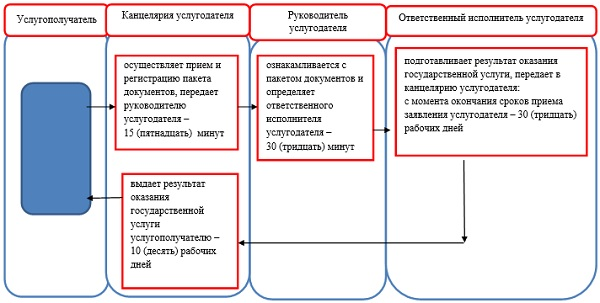 Услугополучатель
Канцелярия услугодателя
Руководитель
услугодателя
Ответственный исполнитель услугодателя
осуществляет прием и
регистрацию пакета
документов, передает
руководителю
услугодателя –
15 (пятнадцать) минут
ознакамливается с
пакетом документов и
определяет
ответственного
исполнителя
услугодателя –
30 (тридцать) минут
подготавливает результат оказания
государственной услуги, передает в
канцелярию услугодателя:
с момента окончания сроков приема
заявления услугодателя – 30 (тридцать)
рабочих дней
выдает результат
оказания
государственной
услуги
услугополучателю –
10 (десять) рабочих
дней